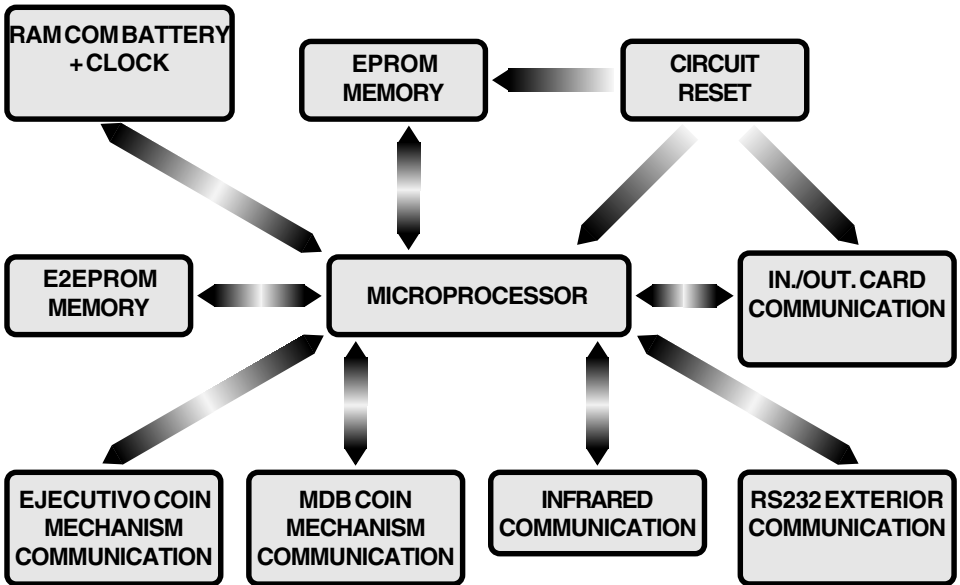 RAM COM BATTERY
+ CLOCK
EPROM
MEMORY
CIRCUIT
RESET
E2EPROM
MEMORY
MICROPROCESSOR
IN./OUT. CARD
COMMUNICATION
EJECUTIVO COIN
MECHANISM
COMMUNICATION
MDB COIN
MECHANISM
COMMUNICATION
INFRARED
COMMUNICATION
RS232 EXTERIOR
COMMUNICATION